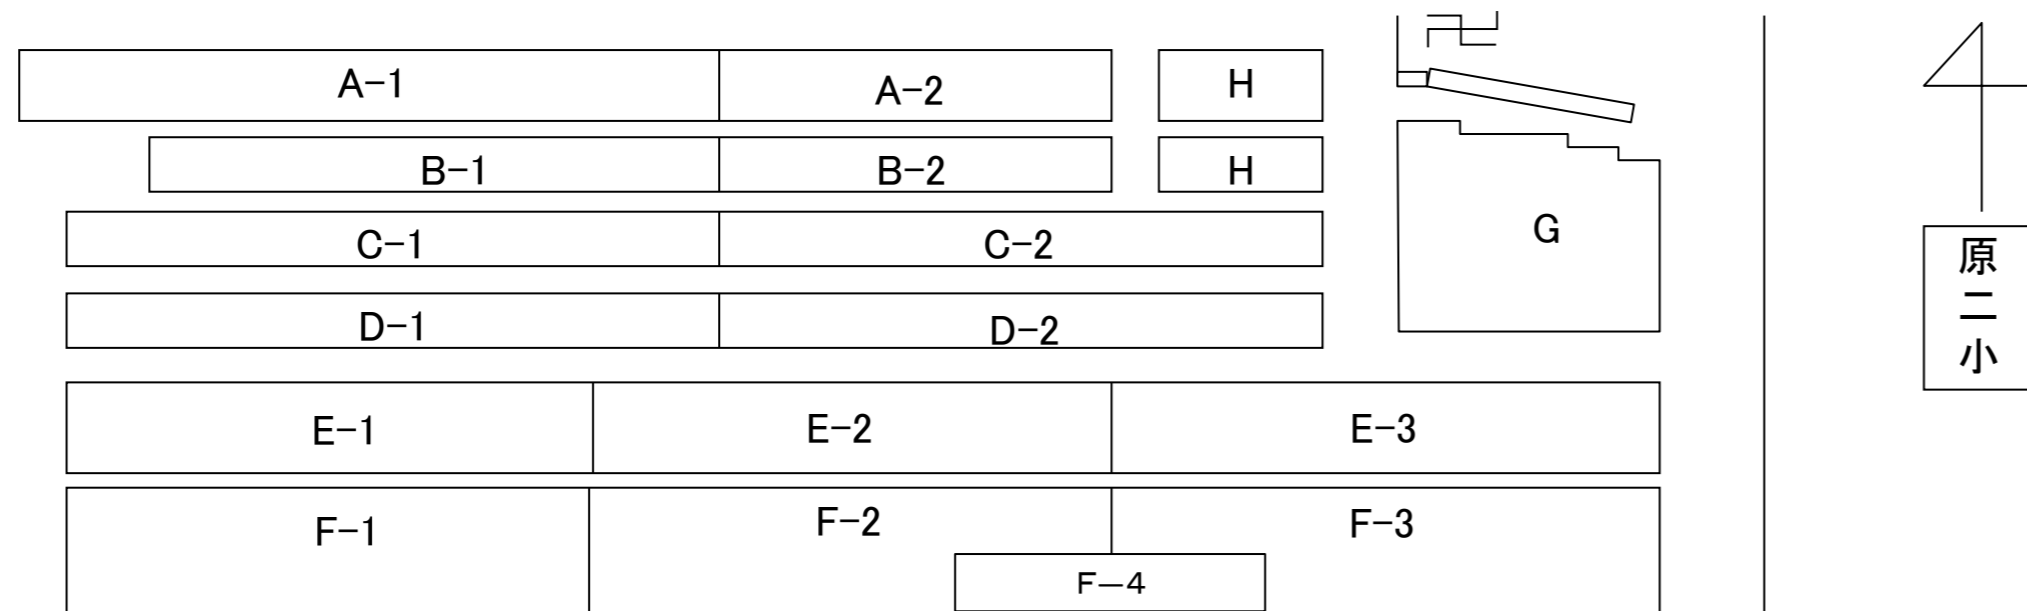 A-1
A-2
H
B-1
B-2
H
C-1
C-2
G
D-1
D-2
E-1
E-2
E-3
F-1
F-2
F-3
F-4
原二小